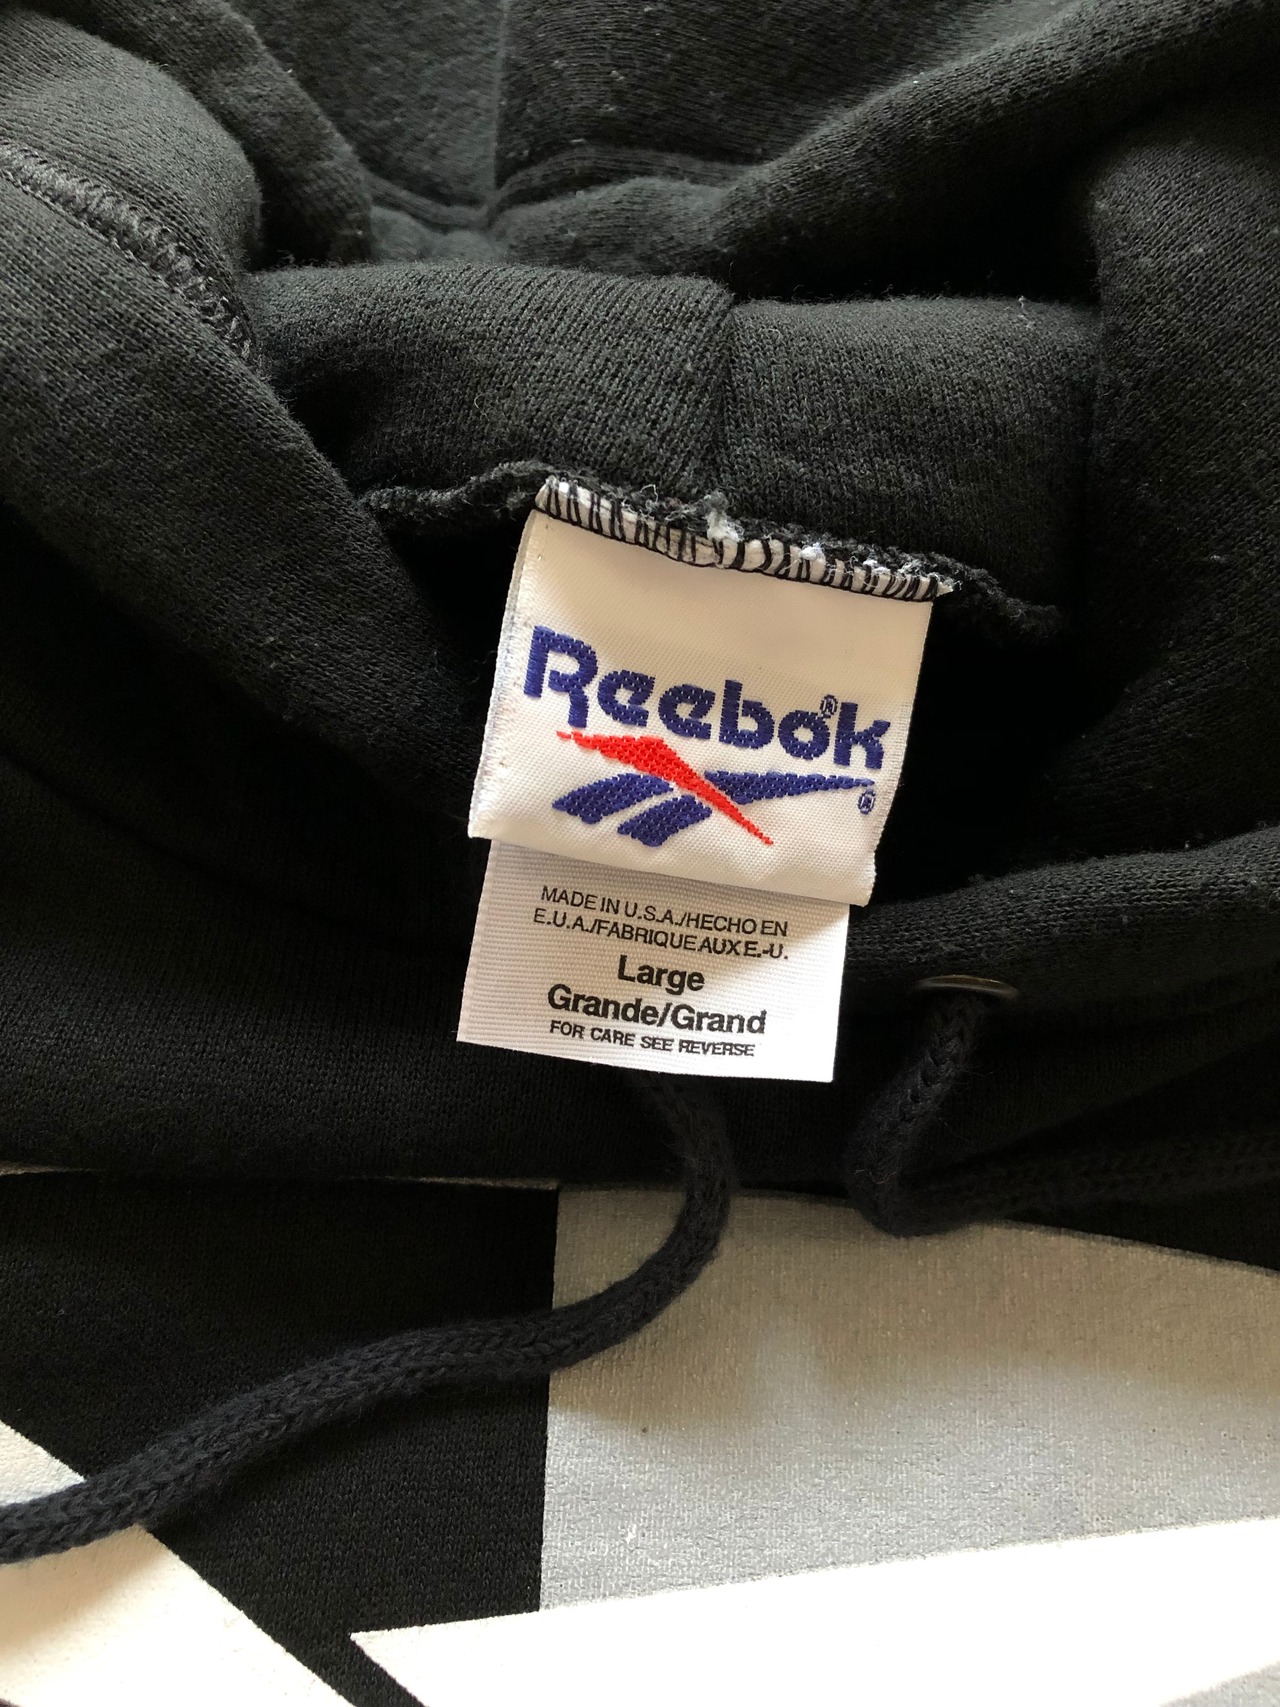 Reebok®
®
MADE IN U.S.A./HECHO EN
E.U.A./FABRIQUE AUX E.-U.
Large
Grande/Grand
FOR CARE SEE REVERSE